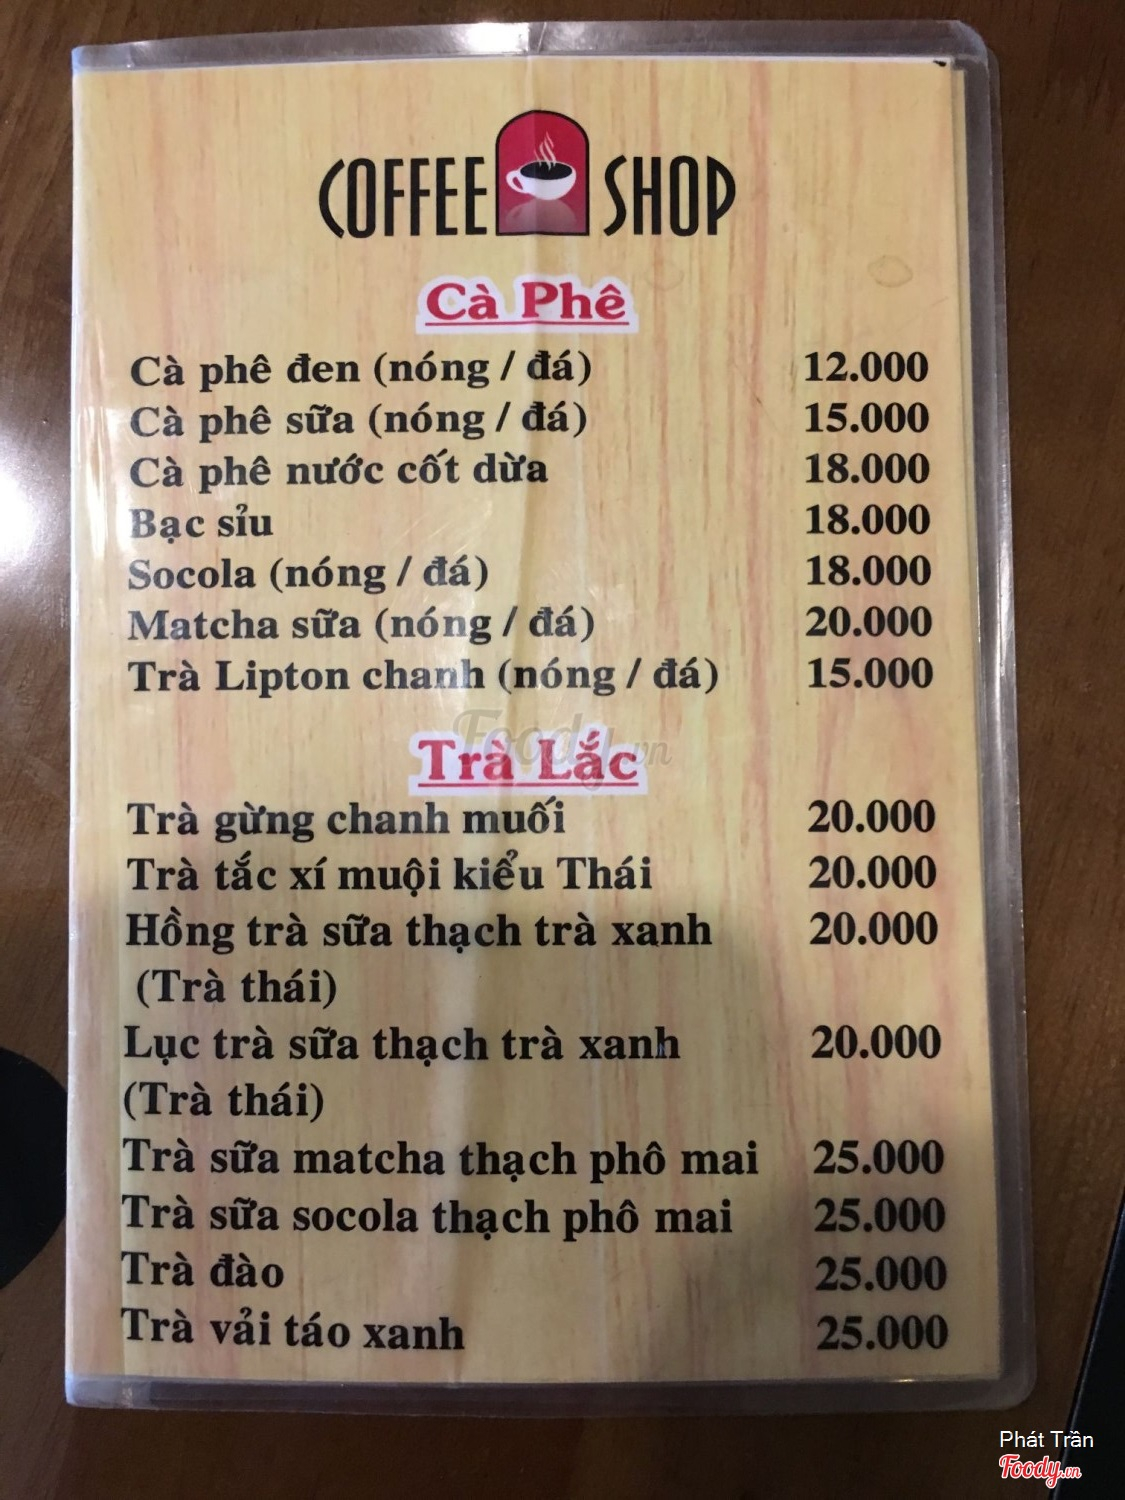 COFFEE SHOP
Cà Phê
Cà phê đen (nóng / đá) 12.000
Cà phê sữa (nóng / đá) 15.000
Cà phê nước cốt dừa 18.000
Bạc sỉu 18.000
Socola (nóng / đá) 18.000
Matcha sữa (nóng / đá) 20.000
Trà Lipton chanh (nóng / đá) 15.000
Foody.vn
Trà Lắc
Trà gừng chanh muối 20.000
Trà tắc xí muội kiểu Thái 20.000
Hồng trà sữa thạch trà xanh 20.000
(Trà thái)
Lục trà sữa thạch trà xanh 20.000
(Trà thái)
Trà sữa matcha thạch phô mai 25.000
Trà sữa socola thạch phô mai 25.000
Trà đào 25.000
Trà vải táo xanh 25.000
Phát Trần
Foody.vn